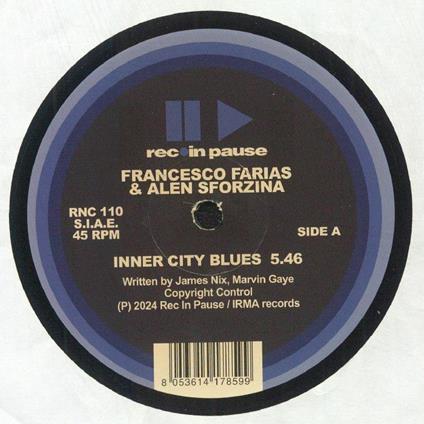 rec in pause
FRANCESCO FARIAS
& ALEN SFORZINA
RNC 110
S.I.A.E.
45 RPM
SIDE A
INNER CITY BLUES 5.46
Written by James Nix, Marvin Gaye
Copyright Control
(P) 2024 Rec In Pause / IRMA records
8 053614 178599